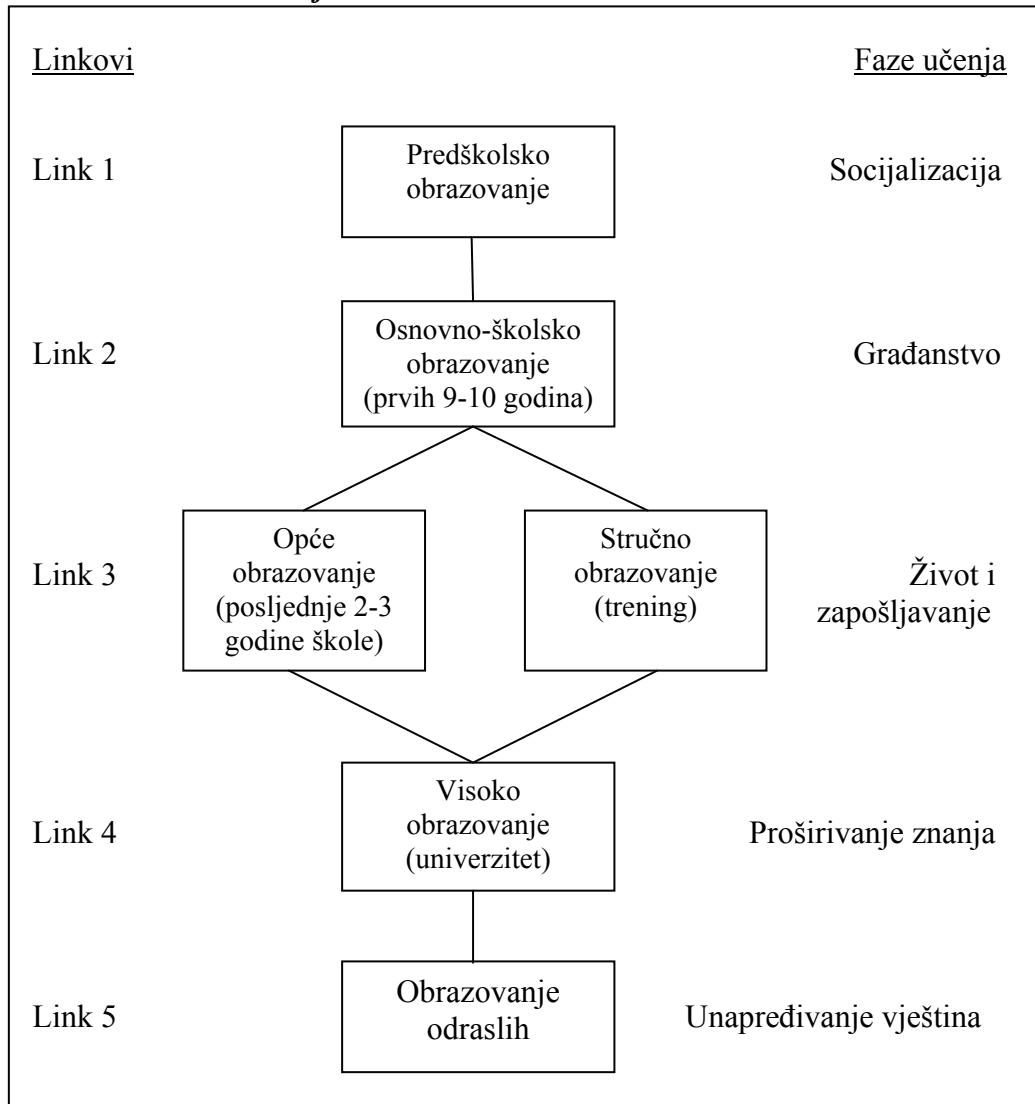 Linkovi Faze učenja
Link 1 Predškolsko Socijalizacija
obrazovanje
Link 2 Osnovno-školsko Građanstvo
obrazovanje
(prvih 9-10 godina)
Link 3 Opće Stručno Život i
obrazovanje obrazovanje zapošljavanje
(posljednje 2-3 (trening)
godine škole)
Link 4 Visoko Proširivanje znanja
obrazovanje
(univerzitet)
Link 5 Obrazovanje Unapređivanje vještina
odraslih